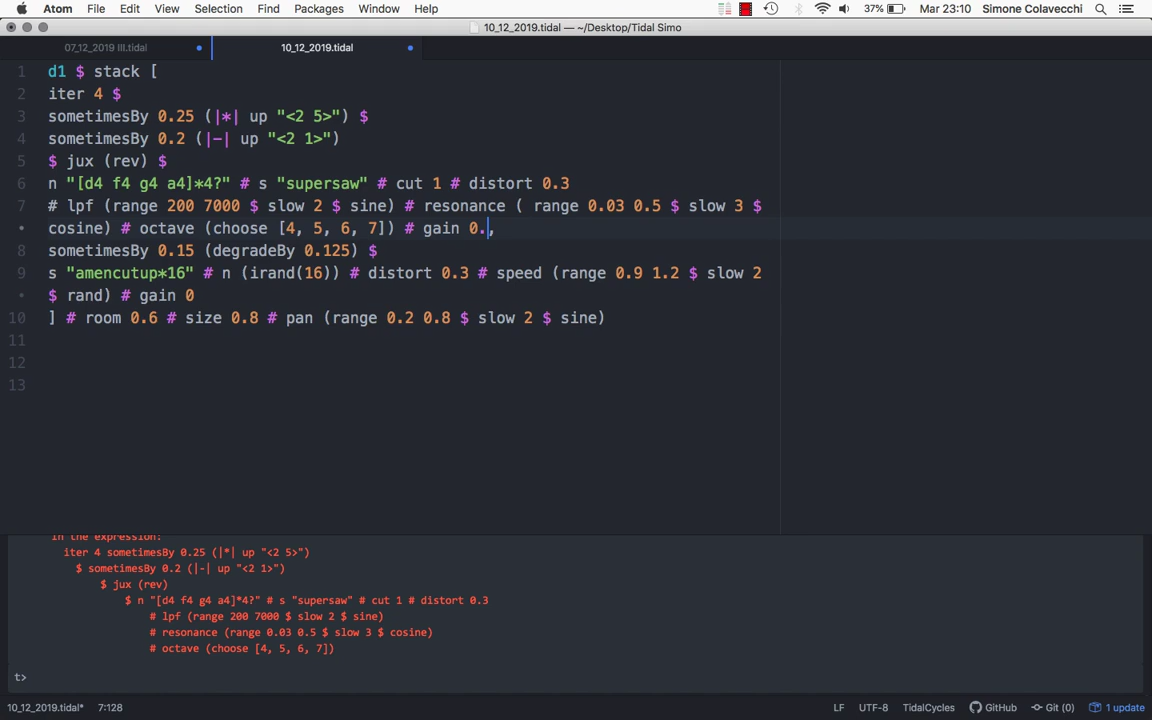 Atom File Edit View Selection Find Packages Window Help 37% Mar 23:10 Simone Colavecchi
10_12_2019.tidal — ~/Desktop/Tidal Simo
07_12_2019 III.tidal 10_12_2019.tidal
1 d1 $ stack [
2 iter 4 $
3 sometimesBy 0.25 (|*| up "<2 5>") $
4 sometimesBy 0.2 (|-| up "<2 1>")
5 $ jux (rev) $
6 n "[d4 f4 g4 a4]*4?" # s "supersaw" # cut 1 # distort 0.3
7 # lpf (range 200 7000 $ slow 2 $ sine) # resonance ( range 0.03 0.5 $ slow 3 $
• cosine) # octave (choose [4, 5, 6, 7]) # gain 0.,
8 sometimesBy 0.15 (degradeBy 0.125) $
9 s "amencutup*16" # n (irand(16)) # distort 0.3 # speed (range 0.9 1.2 $ slow 2
• $ rand) # gain 0
10 ] # room 0.6 # size 0.8 # pan (range 0.2 0.8 $ slow 2 $ sine)
11
12
13
In the expression:
iter 4 sometimesBy 0.25 (|*| up "<2 5>")
$ sometimesBy 0.2 (|-| up "<2 1>")
$ jux (rev)
$ n "[d4 f4 g4 a4]*4?" # s "supersaw" # cut 1 # distort 0.3
# lpf (range 200 7000 $ slow 2 $ sine)
# resonance (range 0.03 0.5 $ slow 3 $ cosine)
# octave (choose [4, 5, 6, 7])
t>
10_12_2019.tidal* 7:128 LF UTF-8 TidalCycles GitHub Git (0) 1 update